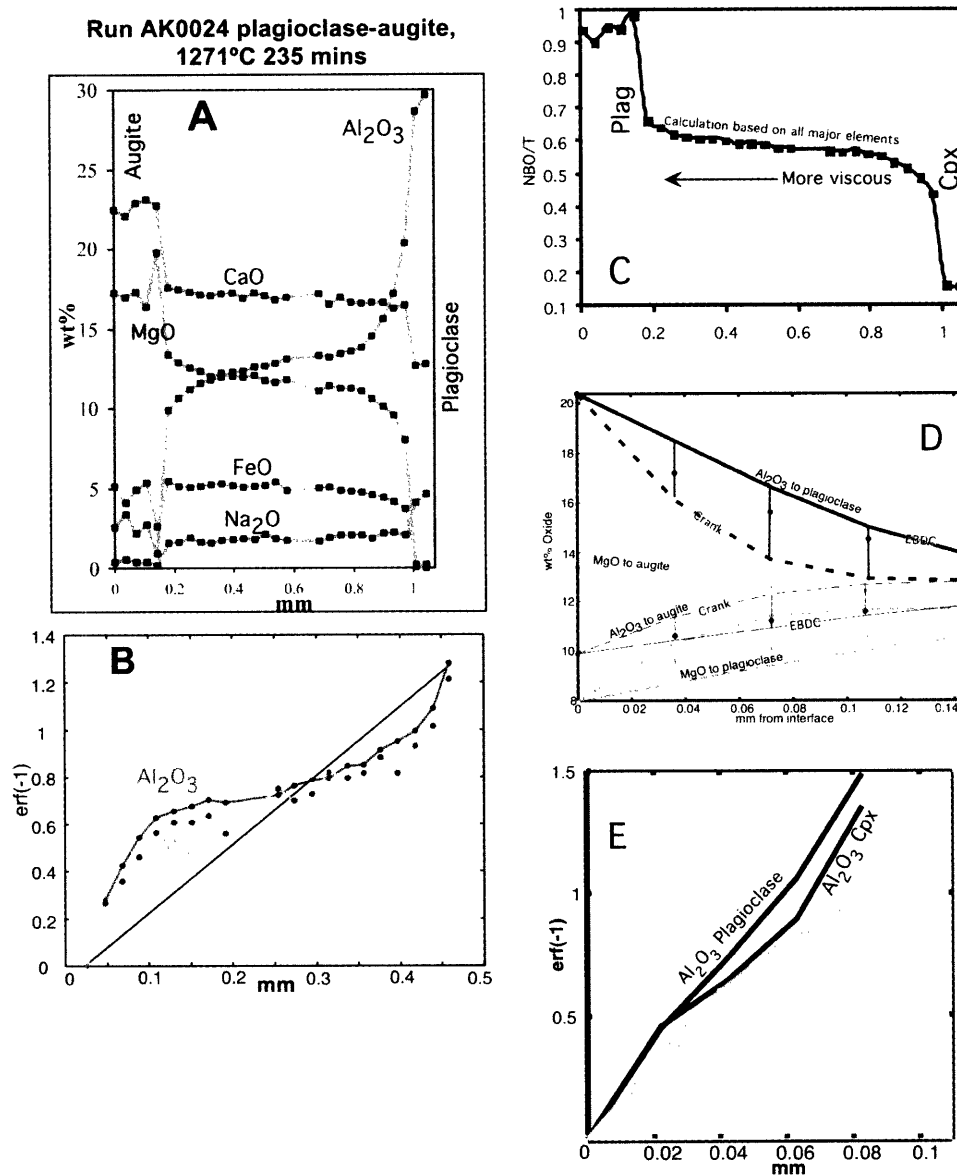 Run AK0024 plagioclase-augite,
1271ºC 235 mins
A
Al₂O₃
Augite
CaO
MgO
FeO
Na₂O
Plagioclase
wt%
30
25
20
15
10
5
0
0 0.2 0.4 0.6 0.8 1
mm
B
Al₂O₃
erf(-1)
1.4
1.2
1.0
0.8
0.6
0.4
0.2
0
0 0.1 0.2 0.3 0.4 0.5
mm
C
Plag
Cpx
Calculation based on all major elements
More viscous
NBO/T
1
0.9
0.8
0.7
0.6
0.5
0.4
0.3
0.2
0.1
0 0.2 0.4 0.6 0.8 1
D
Al₂O₃ to plagioclase
EBDC
Crank
MgO to augite
Al₂O₃ to augite
Crank
EBDC
MgO to plagioclase
wt% Oxide
20
18
16
14
12
10
8
0 0.02 0.04 0.06 0.08 0.10 0.12 0.14
mm from interface
E
Al₂O₃ Plagioclase
Al₂O₃ Cpx
erf(-1)
1.5
1
0.5
0 0.02 0.04 0.06 0.08 0.1
mm